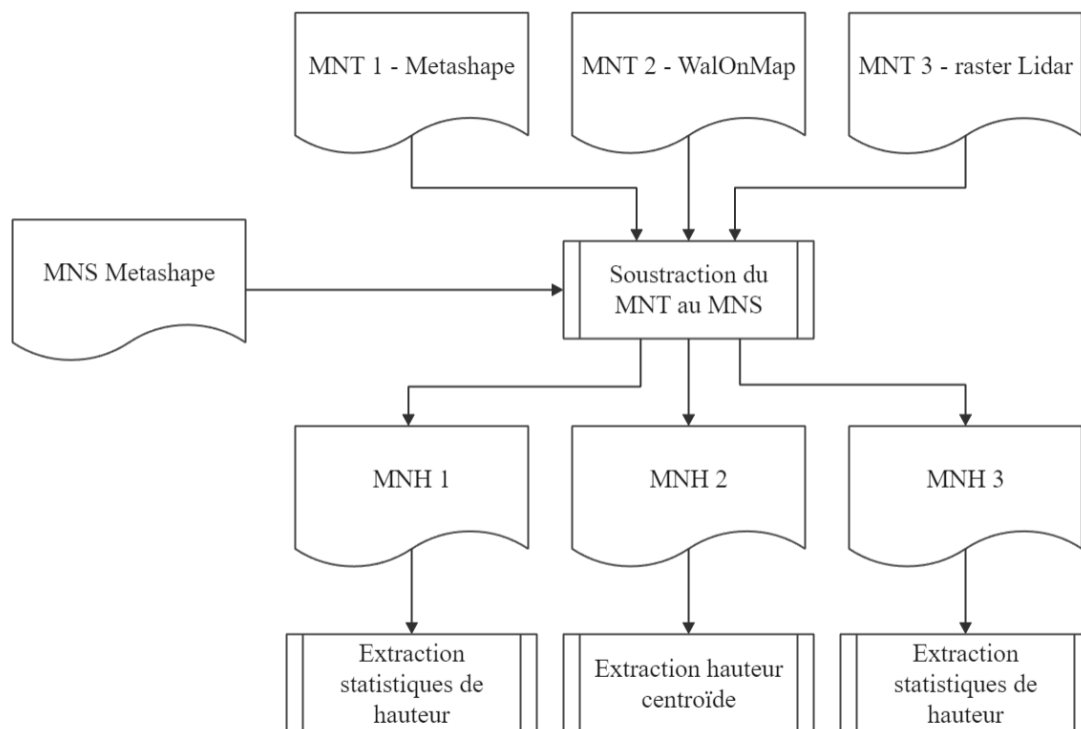 MNT 1 - Metashape
MNT 2 - WalOnMap
MNT 3 - raster Lidar
MNS Metashape
Soustraction du
MNT au MNS
MNH 1
MNH 2
MNH 3
Extraction
statistiques de
hauteur
Extraction hauteur
centroïde
Extraction
statistiques de
hauteur